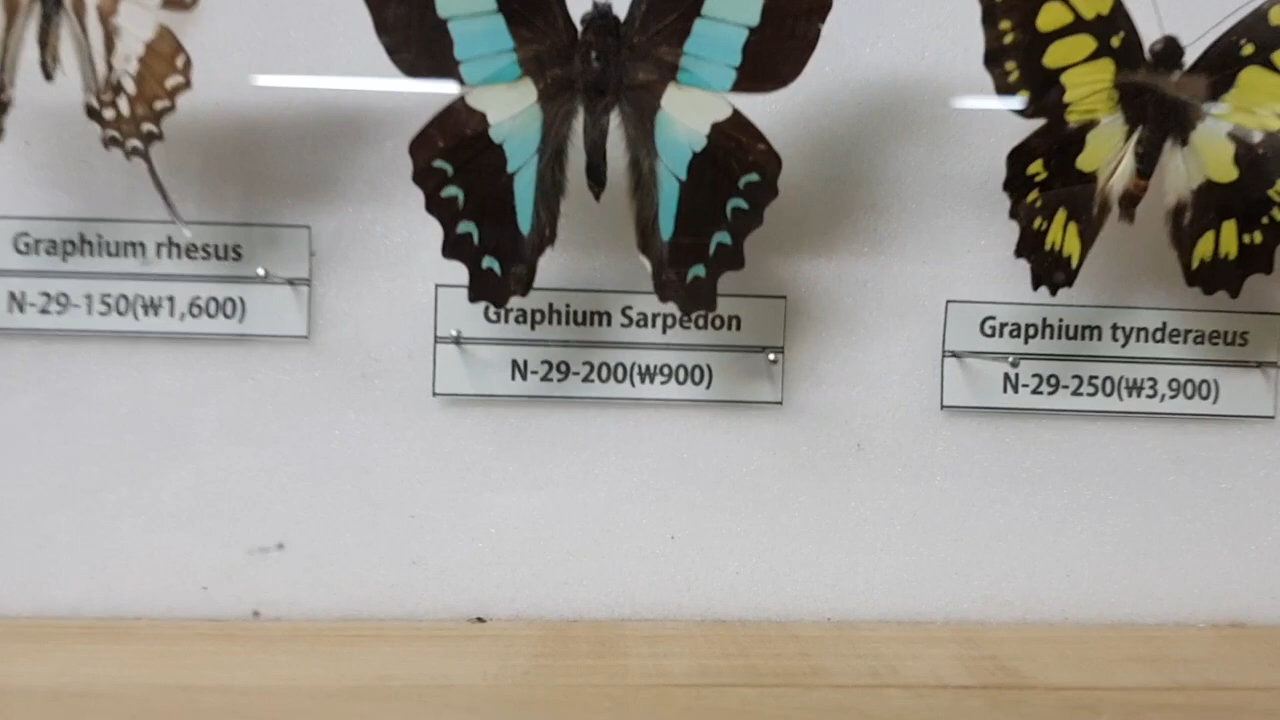 Graphium rhesus
N-29-150(₩1,600)
Graphium Sarpedon
N-29-200(₩900)
Graphium tynderaeus
N-29-250(₩3,900)